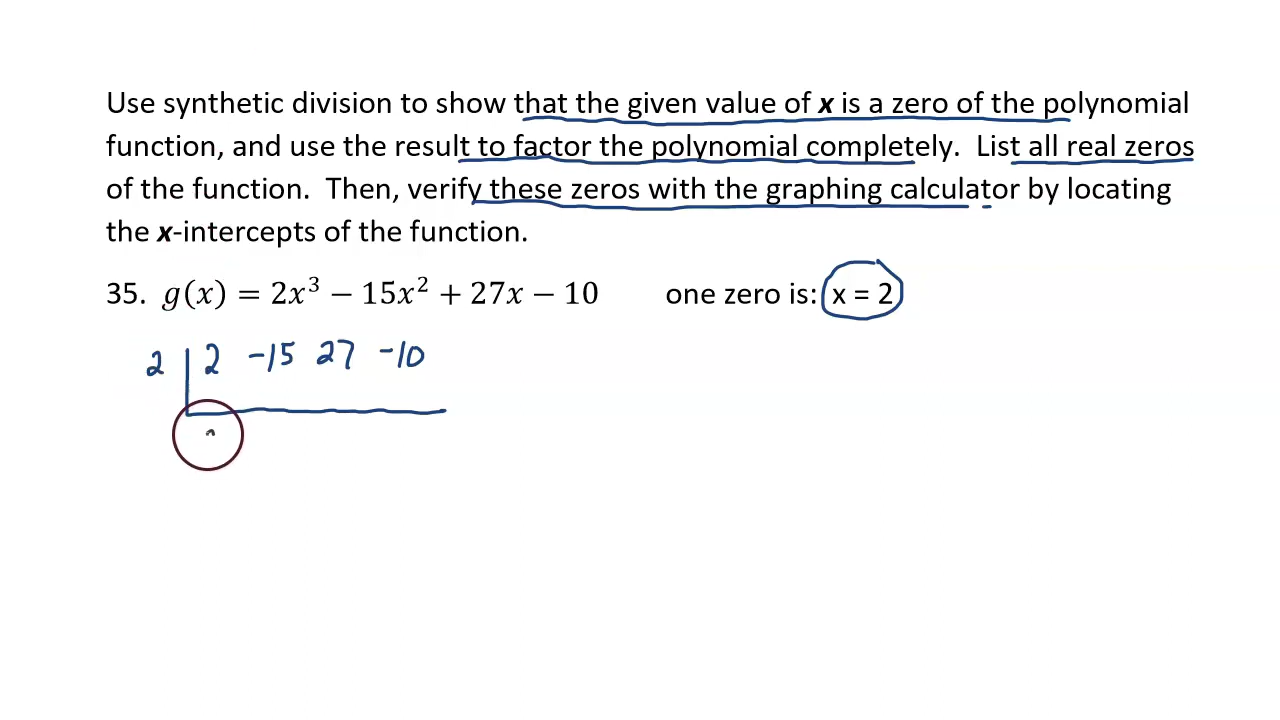 Use synthetic division to show that the given value of x is a zero of the polynomial
function, and use the result to factor the polynomial completely. List all real zeros
of the function. Then, verify these zeros with the graphing calculator by locating
the x-intercepts of the function.
35. g(x) = 2x³ − 15x² + 27x − 10 one zero is: x = 2
2 | 2 -15 27 -10